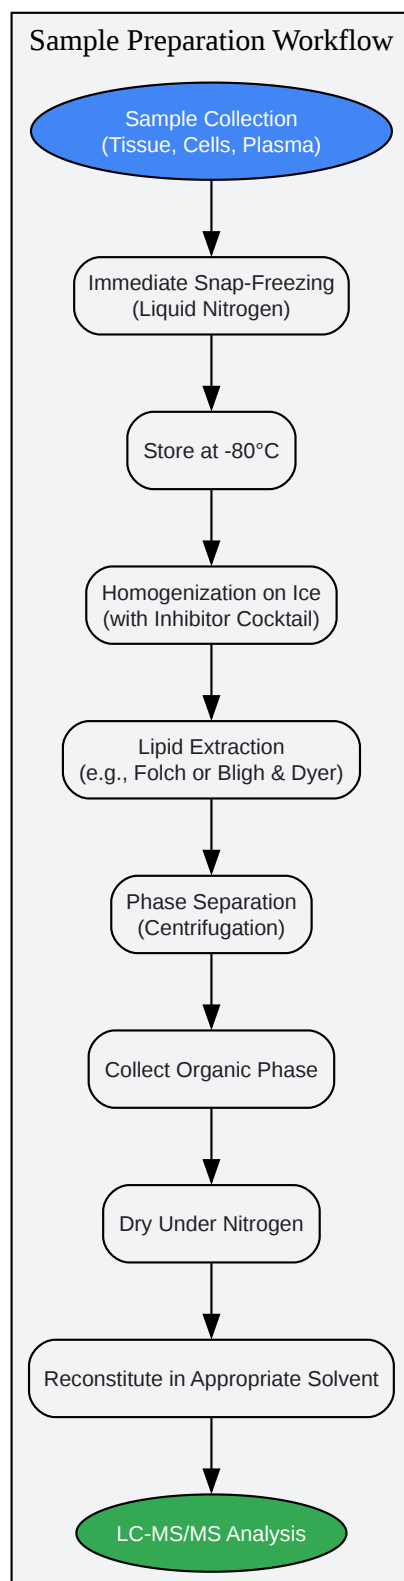 Sample Preparation Workflow
Sample Collection
(Tissue, Cells, Plasma)
Immediate Snap-Freezing
(Liquid Nitrogen)
Store at -80°C
Homogenization on Ice
(with Inhibitor Cocktail)
Lipid Extraction
(e.g., Folch or Bligh & Dyer)
Phase Separation
(Centrifugation)
Collect Organic Phase
Dry Under Nitrogen
Reconstitute in Appropriate Solvent
LC-MS/MS Analysis